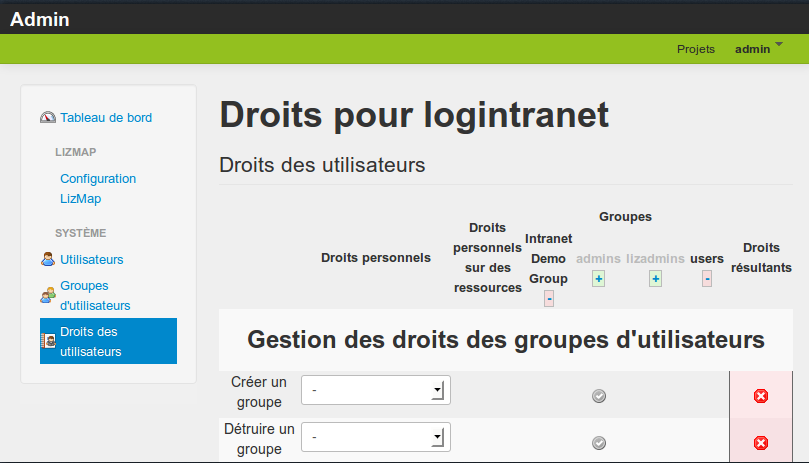 Admin
Projets admin
Tableau de bord
LIZMAP
Configuration
LizMap
SYSTÈME
Utilisateurs
Groupes
d'utilisateurs
Droits des
utilisateurs
Droits pour logintranet
Droits des utilisateurs
Droits personnels
Droits
personnels
sur des
ressources
Groupes
Intranet
Demo
Group
-
admins
+
lizadmins
+
users
-
Droits
résultants
Gestion des droits des groupes d'utilisateurs
Créer un
groupe
-
Détruire un
groupe
-